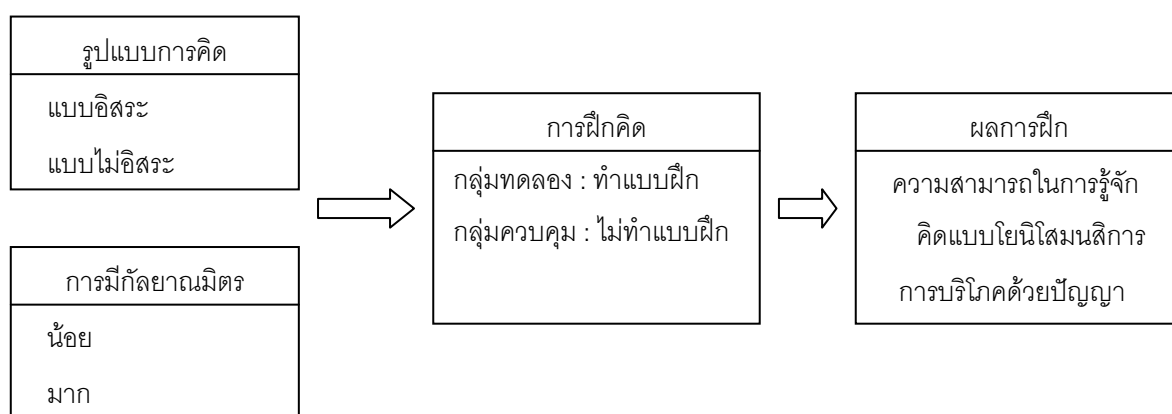 รูปแบบการคิด
แบบอิสระ
แบบไม่อิสระ
การมีกัลยาณมิตร
น้อย
มาก
การฝึกคิด
กลุ่มทดลอง : ทำแบบฝึก
กลุ่มควบคุม : ไม่ทำแบบฝึก
ผลการฝึก
ความสามารถในการรู้จัก
คิดแบบโยนิโสมนสิการ
การบริโภคด้วยปัญญา